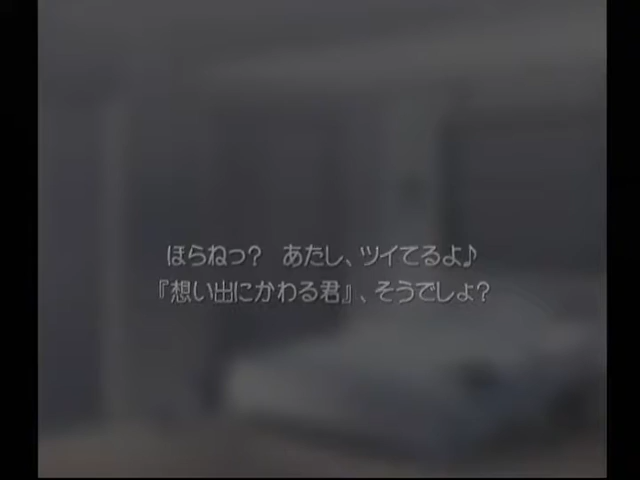 ほらねっ？　あたし、ツイてるよ♪
『想い出にかわる君』、そうでしょ？